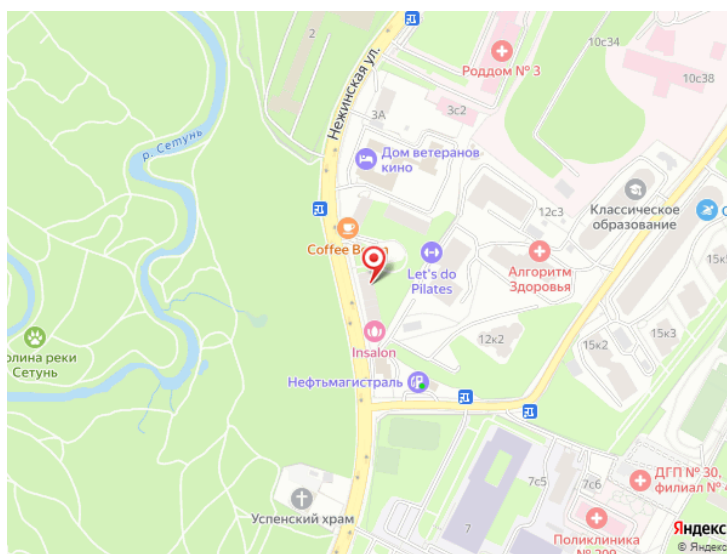 2
Нежинская ул.
10с34
Роддом № 3
10с38
3А
3с2
р. Сетунь
Дом ветеранов
кино
Классическое
образование
12с3
Coffee
Let's do
Pilates
Алгоритм
Здоровья
15к2
15к3
12к2
Insalon
Сетунь
реки
Нефтьмагистраль
ДГП № 30,
филиал №
7с5
7с6
7
Успенский храм
Поликлиника
№ 209
Яндекс
© Яндекс